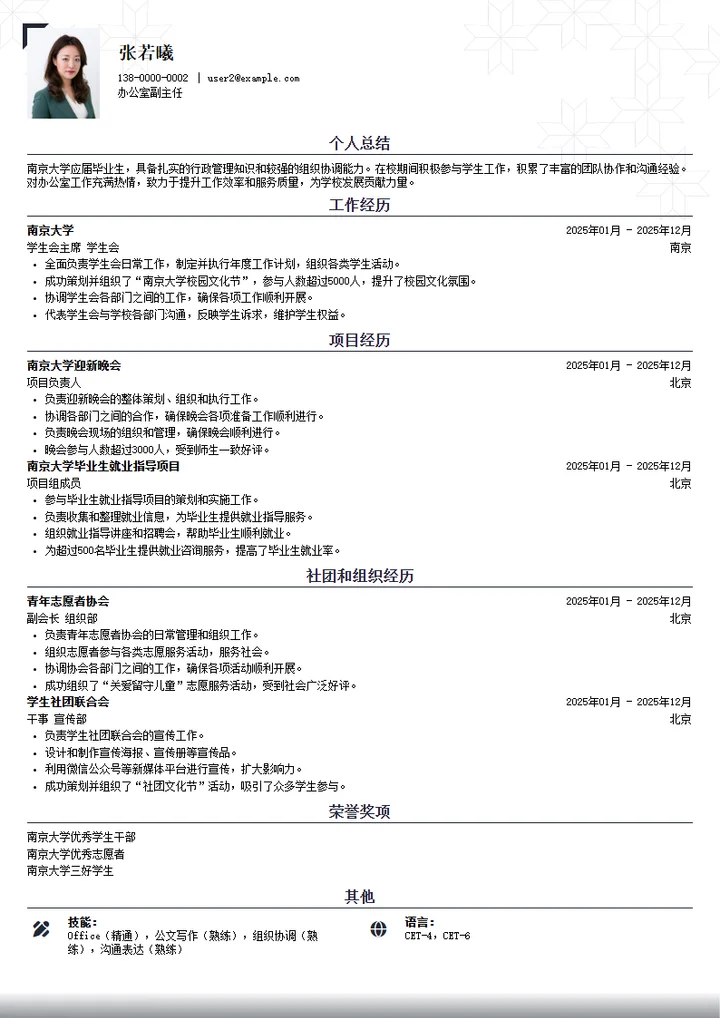 张若曦
138-0000-0002 | user2@example.com
办公室副主任
个人总结
南京大学应届毕业生，具备扎实的行政管理知识和较强的组织协调能力。在校期间积极参与学生工作，积累了丰富的团队协作和沟通经验。
对办公室工作充满热情，致力于提升工作效率和服务质量，为学校发展贡献力量。
工作经历
南京大学 2025年01月 - 2025年12月
学生会主席 学生会 南京
• 全面负责学生会日常工作，制定并执行年度工作计划，组织各类学生活动。
• 成功策划并组织了“南京大学校园文化节”，参与人数超过5000人，提升了校园文化氛围。
• 协调学生会各部门之间的工作，确保各项工作顺利开展。
• 代表学生会与学校各部门沟通，反映学生诉求，维护学生权益。
项目经历
南京大学迎新晚会 2025年01月 - 2025年12月
项目负责人 北京
• 负责迎新晚会的整体策划、组织和执行工作。
• 协调各部门之间的合作，确保晚会各项准备工作顺利进行。
• 负责晚会现场的组织和管理，确保晚会顺利进行。
• 晚会参与人数超过3000人，受到师生一致好评。
南京大学毕业生就业指导项目 2025年01月 - 2025年12月
项目组成员 北京
• 参与毕业生就业指导项目的策划和实施工作。
• 负责收集和整理就业信息，为毕业生提供就业指导服务。
• 组织就业指导讲座和招聘会，帮助毕业生顺利就业。
• 为超过500名毕业生提供就业咨询服务，提高了毕业生就业率。
社团和组织经历
青年志愿者协会 2025年01月 - 2025年12月
副会长 组织部 北京
• 负责青年志愿者协会的日常管理和组织工作。
• 组织志愿者参与各类志愿服务活动，服务社会。
• 协调协会各部门之间的工作，确保各项活动顺利开展。
• 成功组织了“关爱留守儿童”志愿服务活动，受到社会广泛好评。
学生社团联合会 2025年01月 - 2025年12月
干事 宣传部 北京
• 负责学生社团联合会的宣传工作。
• 设计和制作宣传海报、宣传册等宣传品。
• 利用微信公众号等新媒体平台进行宣传，扩大影响力。
• 成功策划并组织了“社团文化节”活动，吸引了众多学生参与。
荣誉奖项
南京大学优秀学生干部
南京大学优秀志愿者
南京大学三好学生
其他
技能：
Office（精通），公文写作（熟练），组织协调（熟
练），沟通表达（熟练）
语言：
CET-4，CET-6